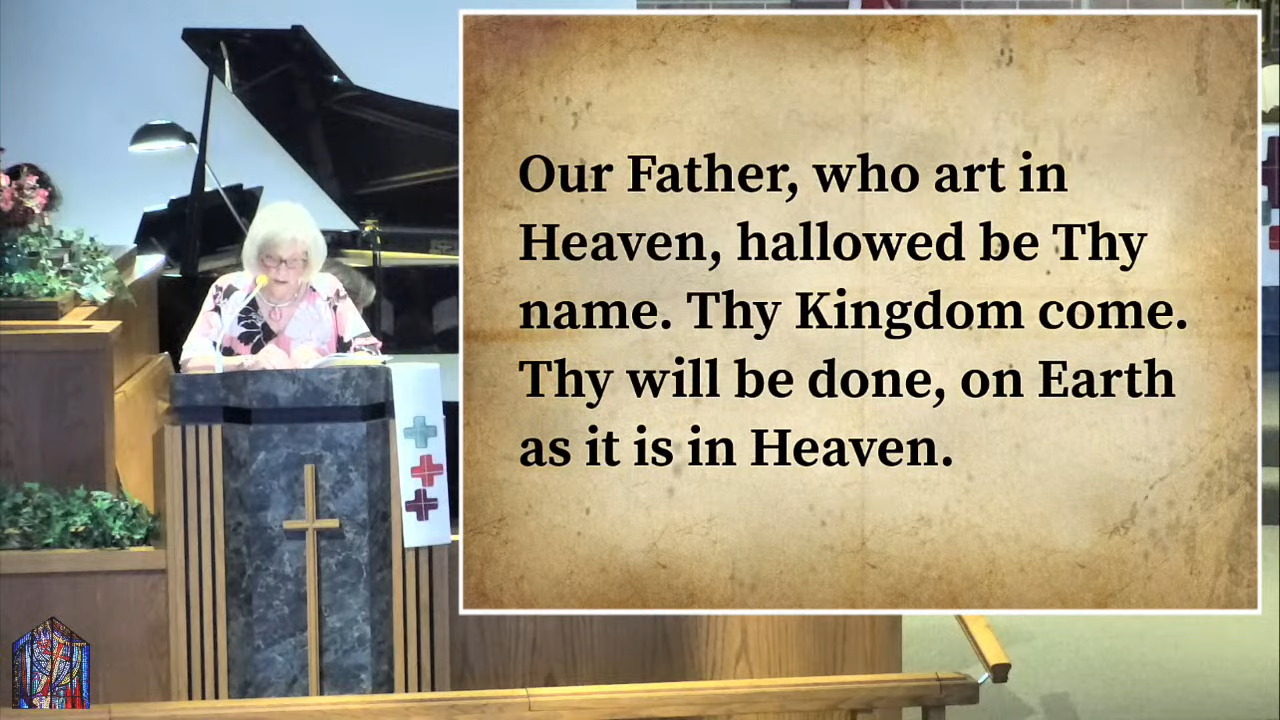 Our Father, who art in
Heaven, hallowed be Thy
name. Thy Kingdom come.
Thy will be done, on Earth
as it is in Heaven.